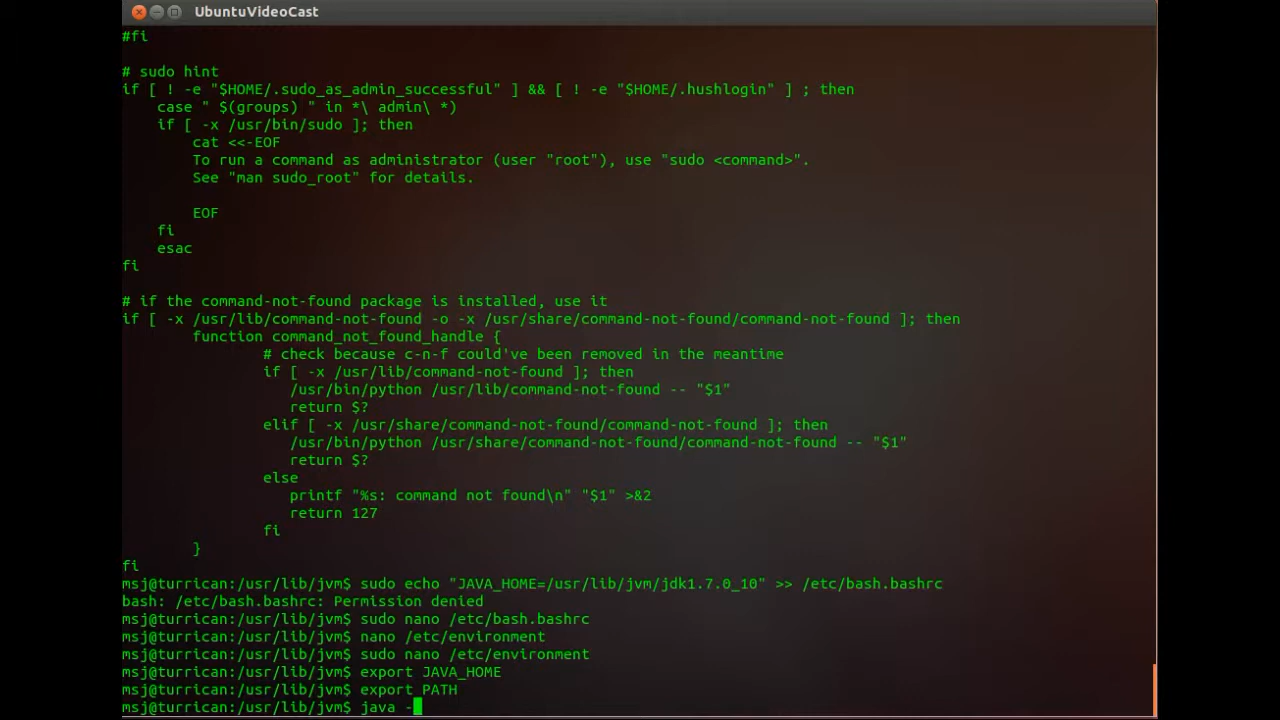 UbuntuVideoCast
#fi
# sudo hint
if [ ! -e "$HOME/.sudo_as_admin_successful" ] && [ ! -e "$HOME/.hushlogin" ] ; then
    case " $(groups) " in *\ admin\ *)
    if [ -x /usr/bin/sudo ]; then
        cat <<-EOF
        To run a command as administrator (user "root"), use "sudo <command>".
        See "man sudo_root" for details.

        EOF
    fi
    esac
fi

# if the command-not-found package is installed, use it
if [ -x /usr/lib/command-not-found -o -x /usr/share/command-not-found/command-not-found ]; then
        function command_not_found_handle {
                # check because c-n-f could've been removed in the meantime
                if [ -x /usr/lib/command-not-found ]; then
                   /usr/bin/python /usr/lib/command-not-found -- "$1"
                   return $?
                elif [ -x /usr/share/command-not-found/command-not-found ]; then
                   /usr/bin/python /usr/share/command-not-found/command-not-found -- "$1"
                   return $?
                else
                   printf "%s: command not found\n" "$1" >&2
                   return 127
                fi
        }
fi
msj@turrican:/usr/lib/jvm$ sudo echo "JAVA_HOME=/usr/lib/jvm/jdk1.7.0_10" >> /etc/bash.bashrc
bash: /etc/bash.bashrc: Permission denied
msj@turrican:/usr/lib/jvm$ sudo nano /etc/bash.bashrc
msj@turrican:/usr/lib/jvm$ nano /etc/environment
msj@turrican:/usr/lib/jvm$ sudo nano /etc/environment
msj@turrican:/usr/lib/jvm$ export JAVA_HOME
msj@turrican:/usr/lib/jvm$ export PATH
msj@turrican:/usr/lib/jvm$ java -